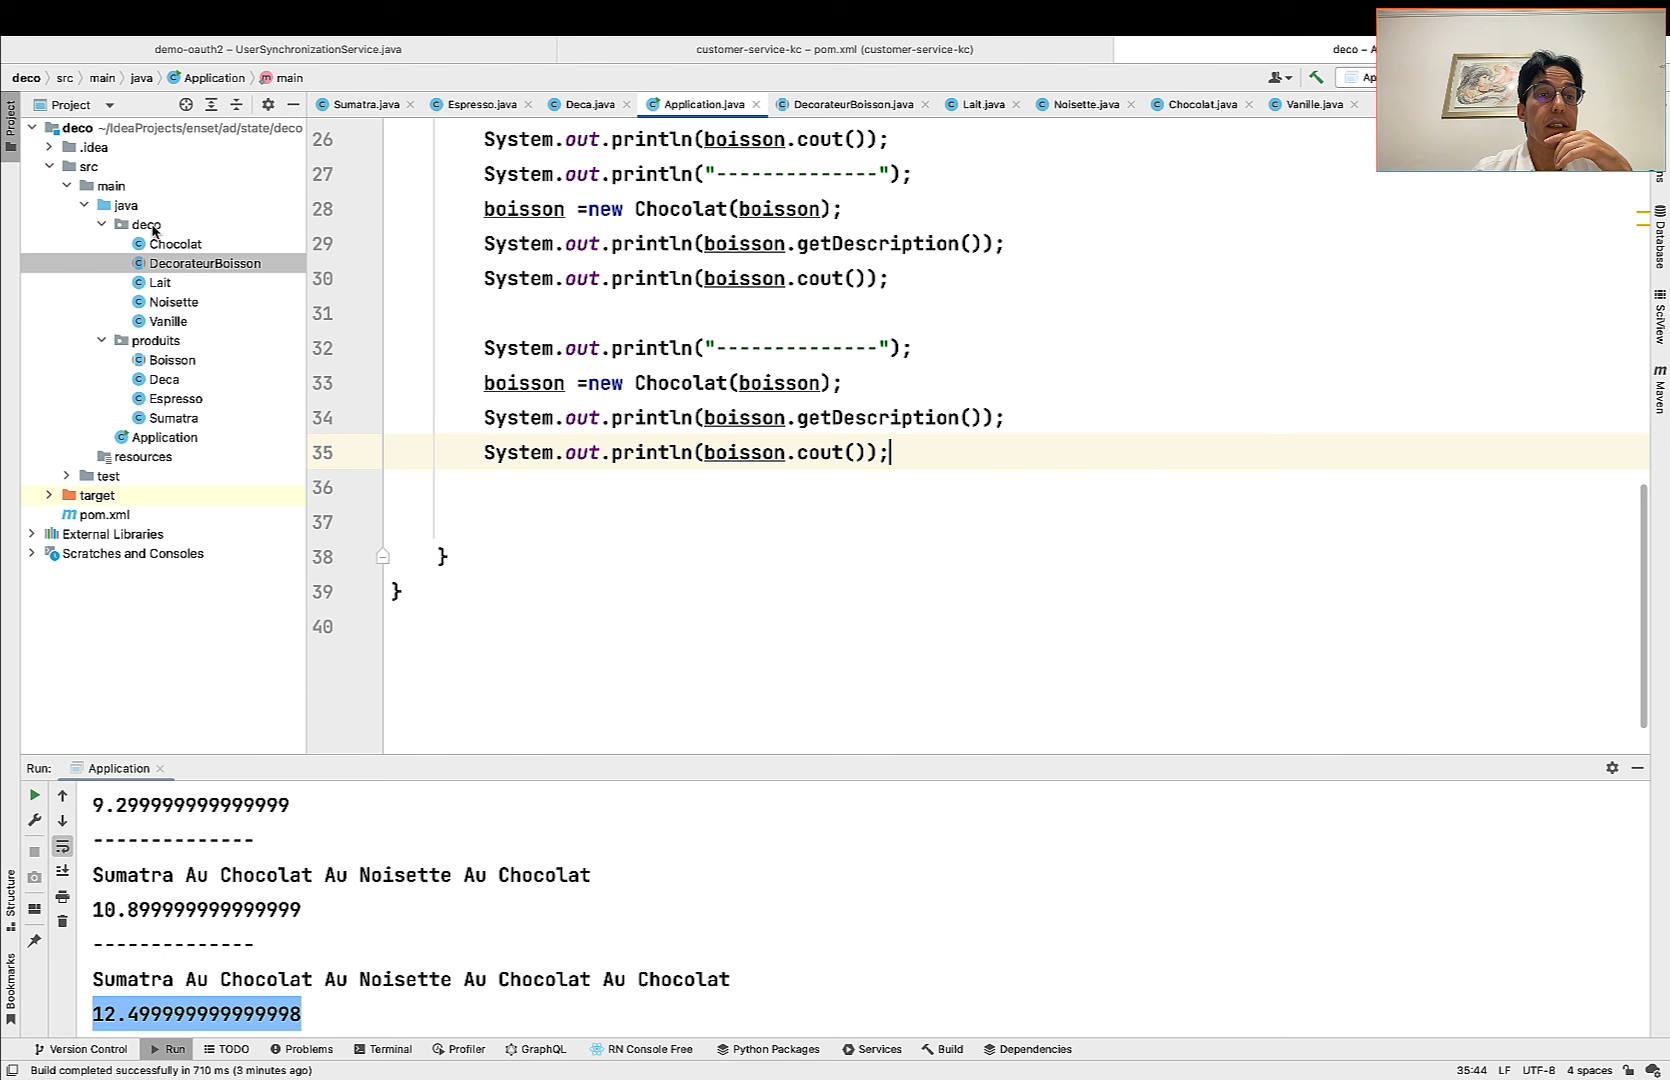 demo-oauth2 – UserSynchronizationService.java
customer-service-kc – pom.xml (customer-service-kc)
deco – A
deco
src
main
java
Application
main
Ap
Project
Project
Sumatra.java
Espresso.java
Deca.java
Application.java
DecorateurBoisson.java
Lait.java
Noisette.java
Chocolat.java
Vanille.java
deco ~/IdeaProjects/enset/ad/state/deco
.idea
src
main
java
deco
Chocolat
DecorateurBoisson
Lait
Noisette
Vanille
produits
Boisson
Deca
Espresso
Sumatra
Application
resources
test
target
pom.xml
External Libraries
Scratches and Consoles
26 System.out.println(boisson.cout());
27 System.out.println("--------------");
28 boisson =new Chocolat(boisson);
29 System.out.println(boisson.getDescription());
30 System.out.println(boisson.cout());
31
32 System.out.println("--------------");
33 boisson =new Chocolat(boisson);
34 System.out.println(boisson.getDescription());
35 System.out.println(boisson.cout());
36
37
38 }
39 }
40
Database
SciView
Maven
Run:
Application
9.299999999999999
--------------
Sumatra Au Chocolat Au Noisette Au Chocolat
10.899999999999999
--------------
Sumatra Au Chocolat Au Noisette Au Chocolat Au Chocolat
12.499999999999998
Structure
Bookmarks
Version Control
Run
TODO
Problems
Terminal
Profiler
GraphQL
RN Console Free
Python Packages
Services
Build
Dependencies
Build completed successfully in 710 ms (3 minutes ago)
35:44
LF
UTF-8
4 spaces